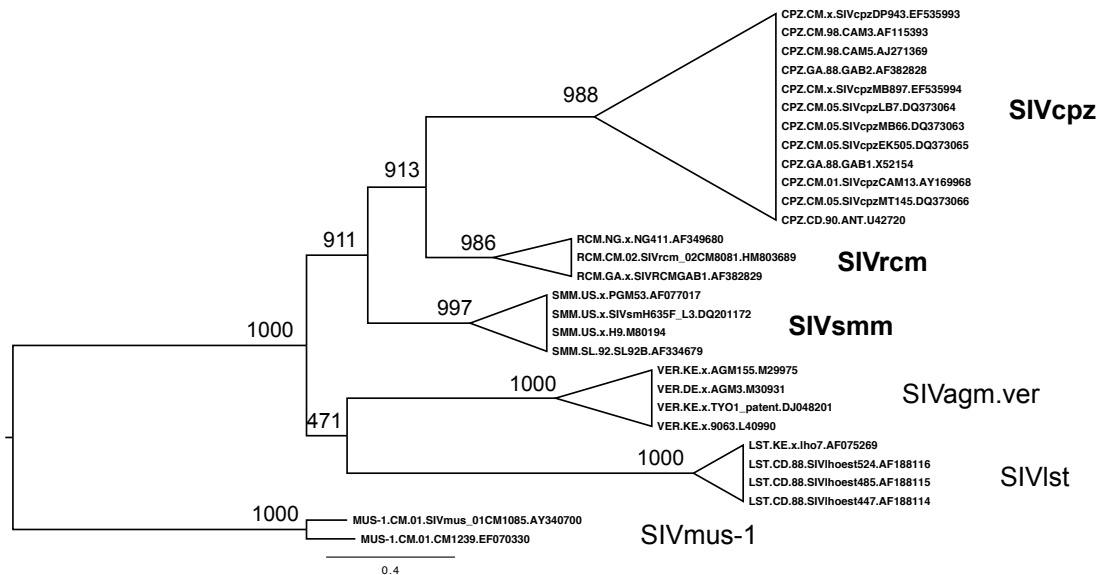 CPZ.CM.x.SIVcpzDP943.EF535993
CPZ.CM.98.CAM3.AF115393
CPZ.CM.98.CAM5.AJ271369
CPZ.GA.88.GAB2.AF382828
988
CPZ.CM.x.SIVcpzMB897.EF535994
CPZ.CM.05.SIVcpzLB7.DQ373064
SIVcpz
CPZ.CM.05.SIVcpzMB66.DQ373063
CPZ.CM.05.SIVcpzEK505.DQ373065
CPZ.GA.88.GAB1.X52154
913
CPZ.CM.01.SIVcpzCAM13.AY169968
CPZ.CM.05.SIVcpzMT145.DQ373066
CPZ.CD.90.ANT.U42720
911
986
RCM.NG.x.NG411.AF349680
RCM.CM.02.SIVrcm_02CM8081.HM803689
SIVrcm
RCM.GA.x.SIVRCMGAB1.AF382829
997
SMM.US.x.PGM53.AF077017
SMM.US.x.SIVsmH635F_L3.DQ201172
SIVsmm
SMM.US.x.H9.M80194
1000
SMM.SL.92.SL92B.AF334679
1000
VER.KE.x.AGM155.M29975
VER.DE.x.AGM3.M30931
SIVagm.ver
VER.KE.x.TYO1_patent.DJ048201
471
VER.KE.x.9063.L40990
1000
LST.KE.x.lho7.AF075269
LST.CD.88.SIVlhoest524.AF188116
SIVlst
LST.CD.88.SIVlhoest485.AF188115
LST.CD.88.SIVlhoest447.AF188114
1000
MUS-1.CM.01.SIVmus_01CM1085.AY340700
SIVmus-1
MUS-1.CM.01.CM1239.EF070330
0.4